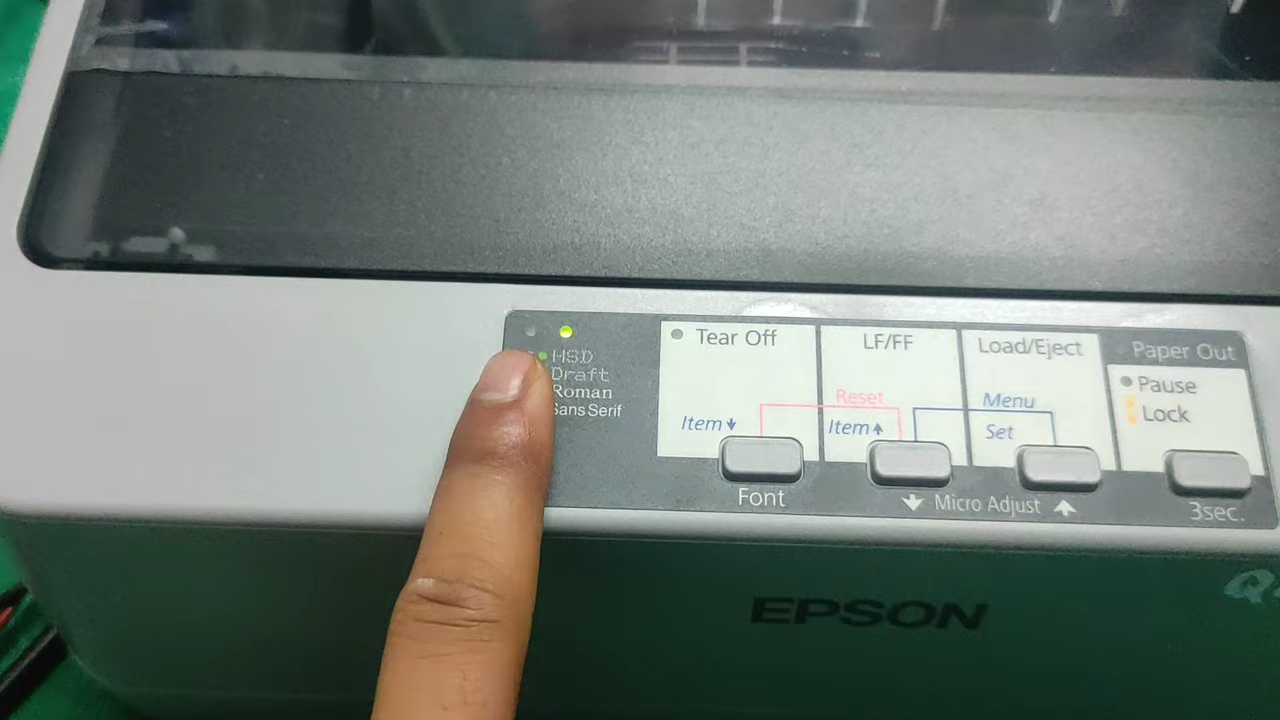 HSD
Draft
Roman
Sans Serif
Tear Off
LF/FF
Load/Eject
Paper Out
Pause
Lock
Reset
Menu
Item
Item
Set
Font
Micro Adjust
3sec.
EPSON